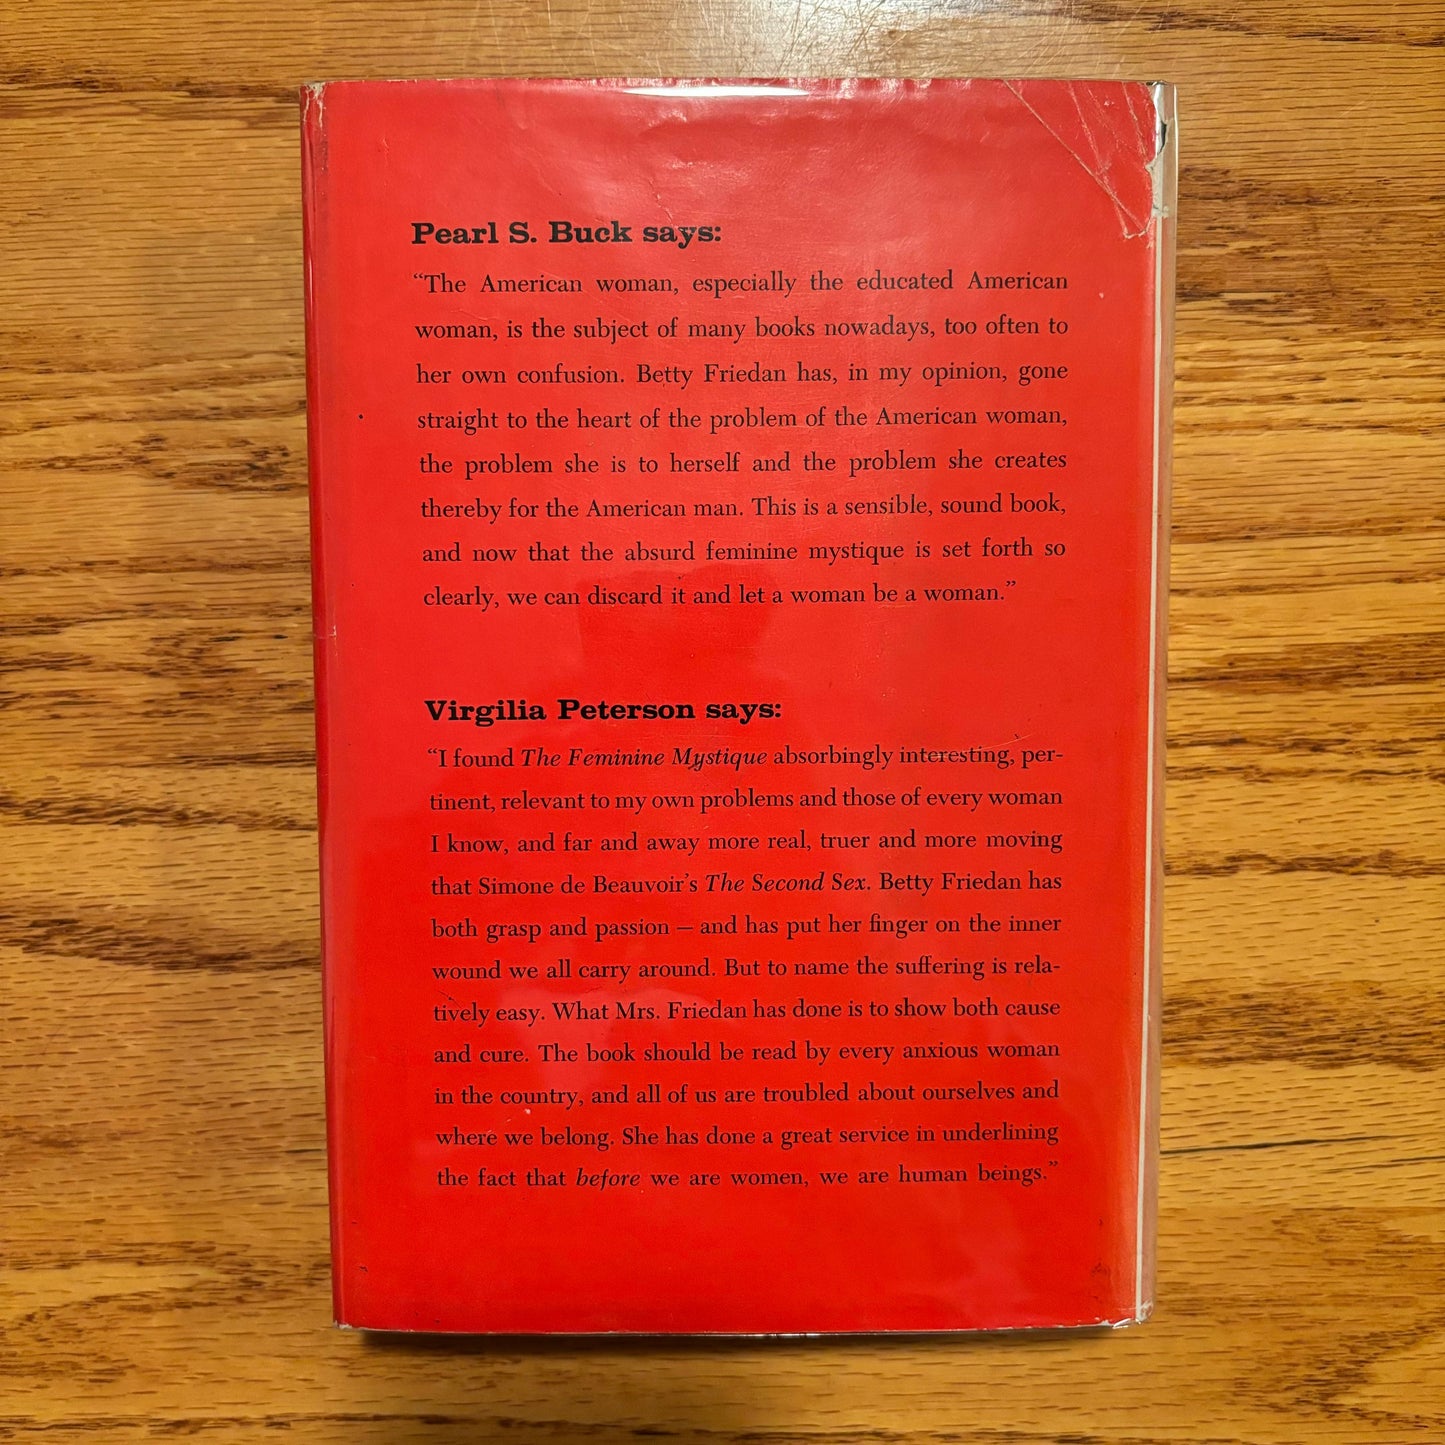 Pearl S. Buck says:
“The American woman, especially the educated American
woman, is the subject of many books nowadays, too often to
her own confusion. Betty Friedan has, in my opinion, gone
straight to the heart of the problem of the American woman,
the problem she is to herself and the problem she creates
thereby for the American man. This is a sensible, sound book,
and now that the absurd feminine mystique is set forth so
clearly, we can discard it and let a woman be a woman.”
Virgilia Peterson says:
“I found The Feminine Mystique absorbingly interesting, per-
tinent, relevant to my own problems and those of every woman
I know, and far and away more real, truer and more moving
that Simone de Beauvoir’s The Second Sex. Betty Friedan has
both grasp and passion — and has put her finger on the inner
wound we all carry around. But to name the suffering is rela-
tively easy. What Mrs. Friedan has done is to show both cause
and cure. The book should be read by every anxious woman
in the country, and all of us are troubled about ourselves and
where we belong. She has done a great service in underlining
the fact that before we are women, we are human beings.”